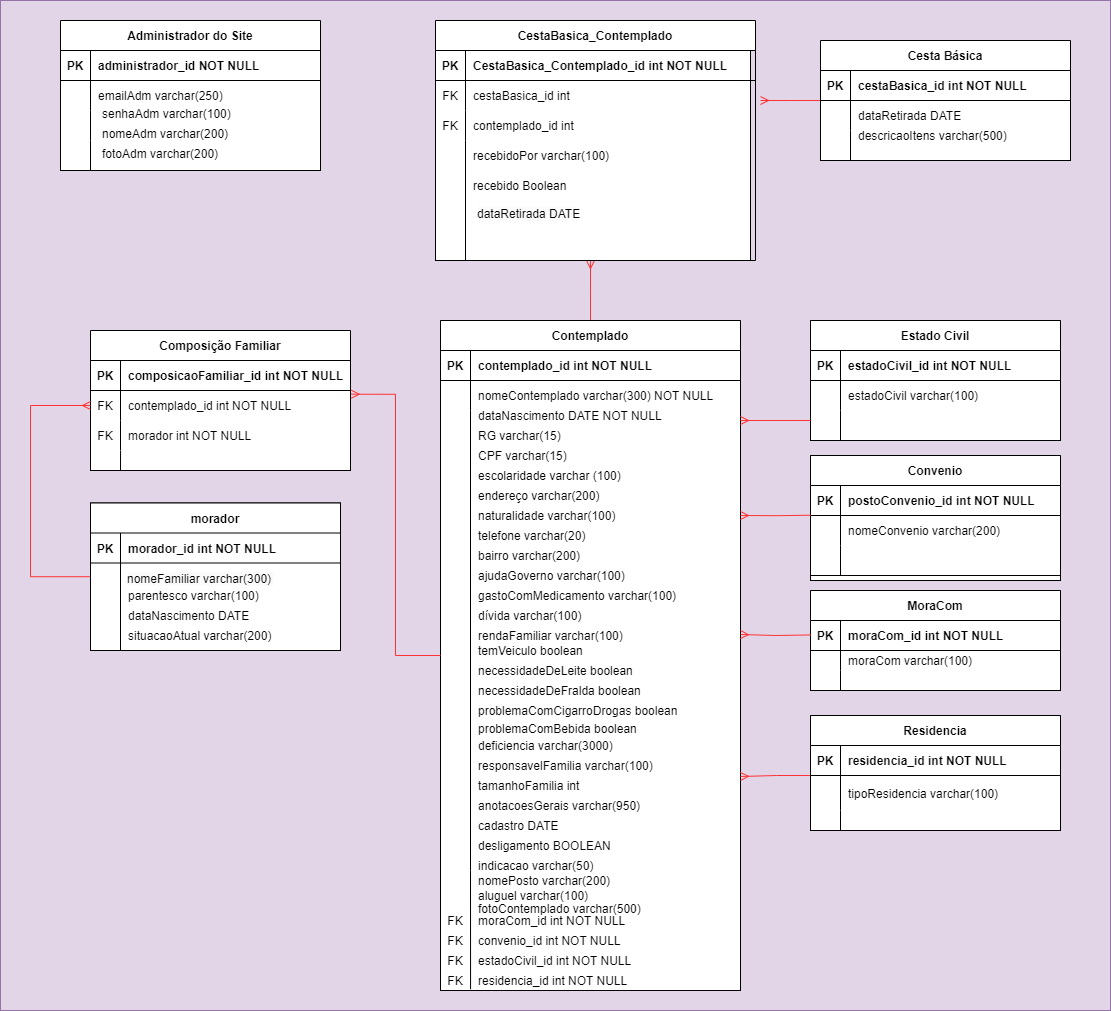 Administrador do Site
PK administrador_id NOT NULL
emailAdm varchar(250)
senhaAdm varchar(100)
nomeAdm varchar(200)
fotoAdm varchar(200)
CestaBasica_Contemplado
PK CestaBasica_Contemplado_id int NOT NULL
FK cestaBasica_id int
FK contemplado_id int
recebidoPor varchar(100)
recebido Boolean
dataRetirada DATE
Cesta Básica
PK cestaBasica_id int NOT NULL
dataRetirada DATE
descricaoItens varchar(500)
Composição Familiar
PK composicaoFamiliar_id int NOT NULL
FK contemplado_id int NOT NULL
FK morador int NOT NULL
morador
PK morador_id int NOT NULL
nomeFamiliar varchar(300)
parentesco varchar(100)
dataNascimento DATE
situacaoAtual varchar(200)
Contemplado
PK contemplado_id int NOT NULL
nomeContemplado varchar(300) NOT NULL
dataNascimento DATE NOT NULL
RG varchar(15)
CPF varchar(15)
escolaridade varchar (100)
endereço varchar(200)
naturalidade varchar(100)
telefone varchar(20)
bairro varchar(200)
ajudaGoverno varchar(100)
gastoComMedicamento varchar(100)
dívida varchar(100)
rendaFamiliar varchar(100)
temVeiculo boolean
necessidadeDeLeite boolean
necessidadeDeFralda boolean
problemaComCigarroDrogas boolean
problemaComBebida boolean
deficiencia varchar(3000)
responsavelFamilia varchar(100)
tamanhoFamilia int
anotacoesGerais varchar(950)
cadastro DATE
desligamento BOOLEAN
indicacao varchar(50)
nomePosto varchar(200)
aluguel varchar(100)
fotoContemplado varchar(500)
FK moraCom_id int NOT NULL
FK convenio_id int NOT NULL
FK estadoCivil_id int NOT NULL
FK residencia_id int NOT NULL
Estado Civil
PK estadoCivil_id int NOT NULL
estadoCivil varchar(100)
Convenio
PK postoConvenio_id int NOT NULL
nomeConvenio varchar(200)
MoraCom
PK moraCom_id int NOT NULL
moraCom varchar(100)
Residencia
PK residencia_id int NOT NULL
tipoResidencia varchar(100)